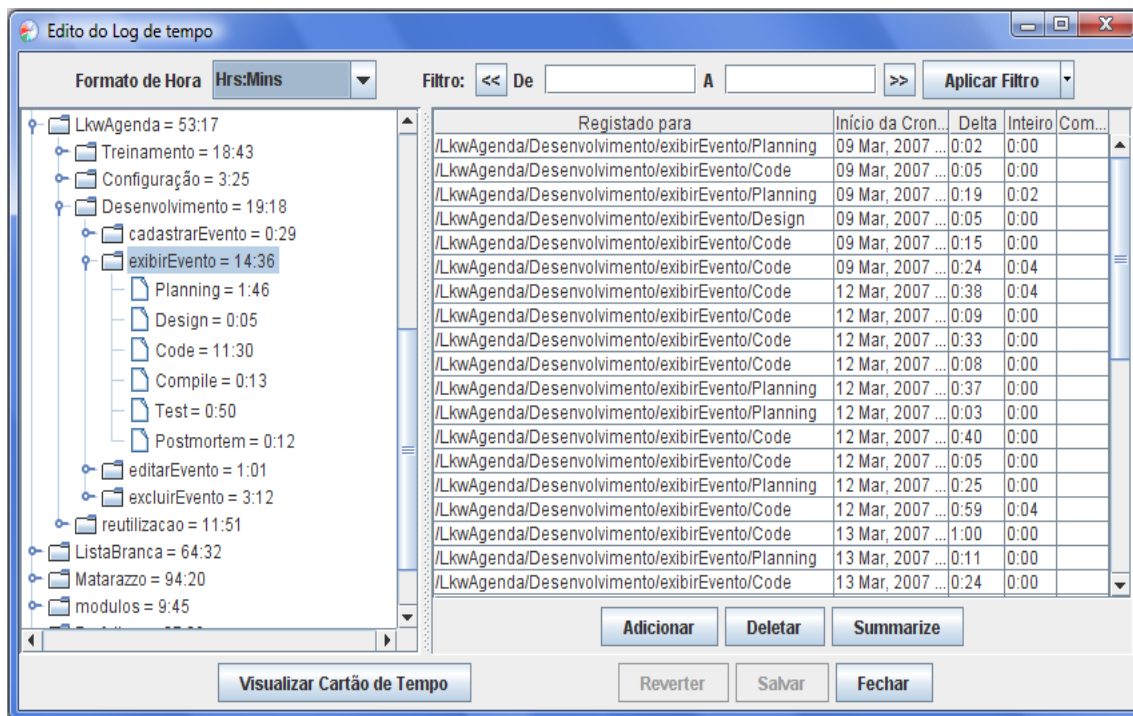 Edito do Log de tempo
Formato de Hora Hrs:Mins Filtro: << De A >> Aplicar Filtro
LkwAgenda = 53:17
Treinamento = 18:43
Configuração = 3:25
Desenvolvimento = 19:18
cadastrarEvento = 0:29
exibirEvento = 14:36
Planning = 1:46
Design = 0:05
Code = 11:30
Compile = 0:13
Test = 0:50
Postmortem = 0:12
editarEvento = 1:01
excluirEvento = 3:12
reutilizacao = 11:51
ListaBranca = 64:32
Matarazzo = 94:20
modulos = 9:45
Registado para Início da Cron... Delta Inteiro Com...
/LkwAgenda/Desenvolvimento/exibirEvento/Planning 09 Mar, 2007 ... 0:02 0:00
/LkwAgenda/Desenvolvimento/exibirEvento/Code 09 Mar, 2007 ... 0:05 0:00
/LkwAgenda/Desenvolvimento/exibirEvento/Planning 09 Mar, 2007 ... 0:19 0:02
/LkwAgenda/Desenvolvimento/exibirEvento/Design 09 Mar, 2007 ... 0:05 0:00
/LkwAgenda/Desenvolvimento/exibirEvento/Code 09 Mar, 2007 ... 0:15 0:00
/LkwAgenda/Desenvolvimento/exibirEvento/Code 09 Mar, 2007 ... 0:24 0:04
/LkwAgenda/Desenvolvimento/exibirEvento/Code 12 Mar, 2007 ... 0:38 0:04
/LkwAgenda/Desenvolvimento/exibirEvento/Code 12 Mar, 2007 ... 0:09 0:00
/LkwAgenda/Desenvolvimento/exibirEvento/Code 12 Mar, 2007 ... 0:33 0:00
/LkwAgenda/Desenvolvimento/exibirEvento/Code 12 Mar, 2007 ... 0:08 0:00
/LkwAgenda/Desenvolvimento/exibirEvento/Planning 12 Mar, 2007 ... 0:37 0:00
/LkwAgenda/Desenvolvimento/exibirEvento/Planning 12 Mar, 2007 ... 0:03 0:00
/LkwAgenda/Desenvolvimento/exibirEvento/Code 12 Mar, 2007 ... 0:40 0:00
/LkwAgenda/Desenvolvimento/exibirEvento/Code 12 Mar, 2007 ... 0:05 0:00
/LkwAgenda/Desenvolvimento/exibirEvento/Planning 12 Mar, 2007 ... 0:25 0:00
/LkwAgenda/Desenvolvimento/exibirEvento/Code 12 Mar, 2007 ... 0:59 0:04
/LkwAgenda/Desenvolvimento/exibirEvento/Code 13 Mar, 2007 ... 1:00 0:00
/LkwAgenda/Desenvolvimento/exibirEvento/Planning 13 Mar, 2007 ... 0:11 0:00
/LkwAgenda/Desenvolvimento/exibirEvento/Code 13 Mar, 2007 ... 0:24 0:00
Adicionar Deletar Summarize
Visualizar Cartão de Tempo Reverter Salvar Fechar